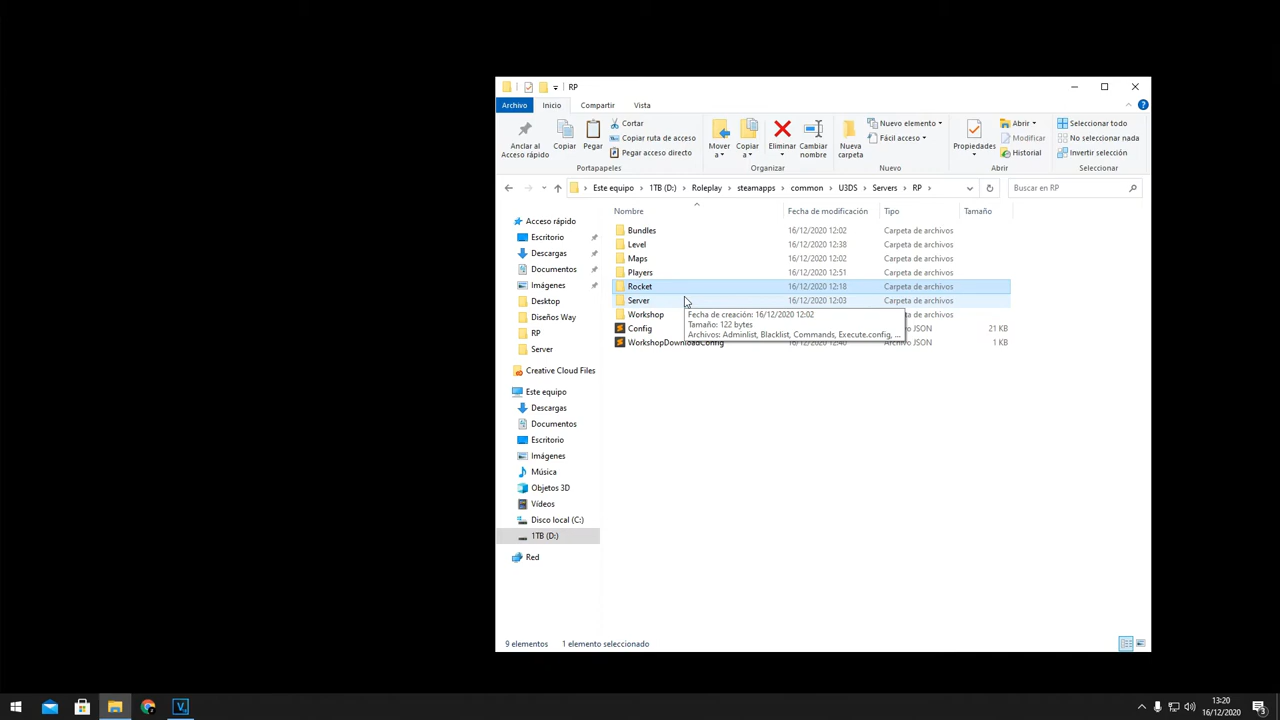 RP
Archivo Inicio Compartir Vista
Anclar al Acceso rápido
Copiar
Pegar
Cortar
Copiar ruta de acceso
Pegar acceso directo
Portapapeles
Mover a
Copiar a
Eliminar
Cambiar nombre
Organizar
Nueva carpeta
Nuevo elemento
Fácil acceso
Nuevo
Propiedades
Abrir
Modificar
Historial
Abrir
Seleccionar todo
No seleccionar nada
Invertir selección
Seleccionar
Este equipo > 1TB (D:) > Roleplay > steamapps > common > U3DS > Servers > RP >
Buscar en RP
Acceso rápido
Escritorio
Descargas
Documentos
Imágenes
Desktop
Diseños Way
RP
Server
Creative Cloud Files
Este equipo
Descargas
Documentos
Escritorio
Imágenes
Música
Objetos 3D
Vídeos
Disco local (C:)
1TB (D:)
Red
Nombre Fecha de modificación Tipo Tamaño
Bundles 16/12/2020 12:02 Carpeta de archivos
Level 16/12/2020 12:38 Carpeta de archivos
Maps 16/12/2020 12:02 Carpeta de archivos
Players 16/12/2020 12:51 Carpeta de archivos
Rocket 16/12/2020 12:18 Carpeta de archivos
Server 16/12/2020 12:03 Carpeta de archivos
Workshop Carpeta de archivos
Config Archivo JSON 21 KB
WorkshopDownloadConfig 16/12/2020 12:40 Archivo JSON 1 KB
Fecha de creación: 16/12/2020 12:02
Tamaño: 122 bytes
Archivos: Adminlist, Blacklist, Commands, Execute.config, ...
9 elementos 1 elemento seleccionado
13:20
16/12/2020
3